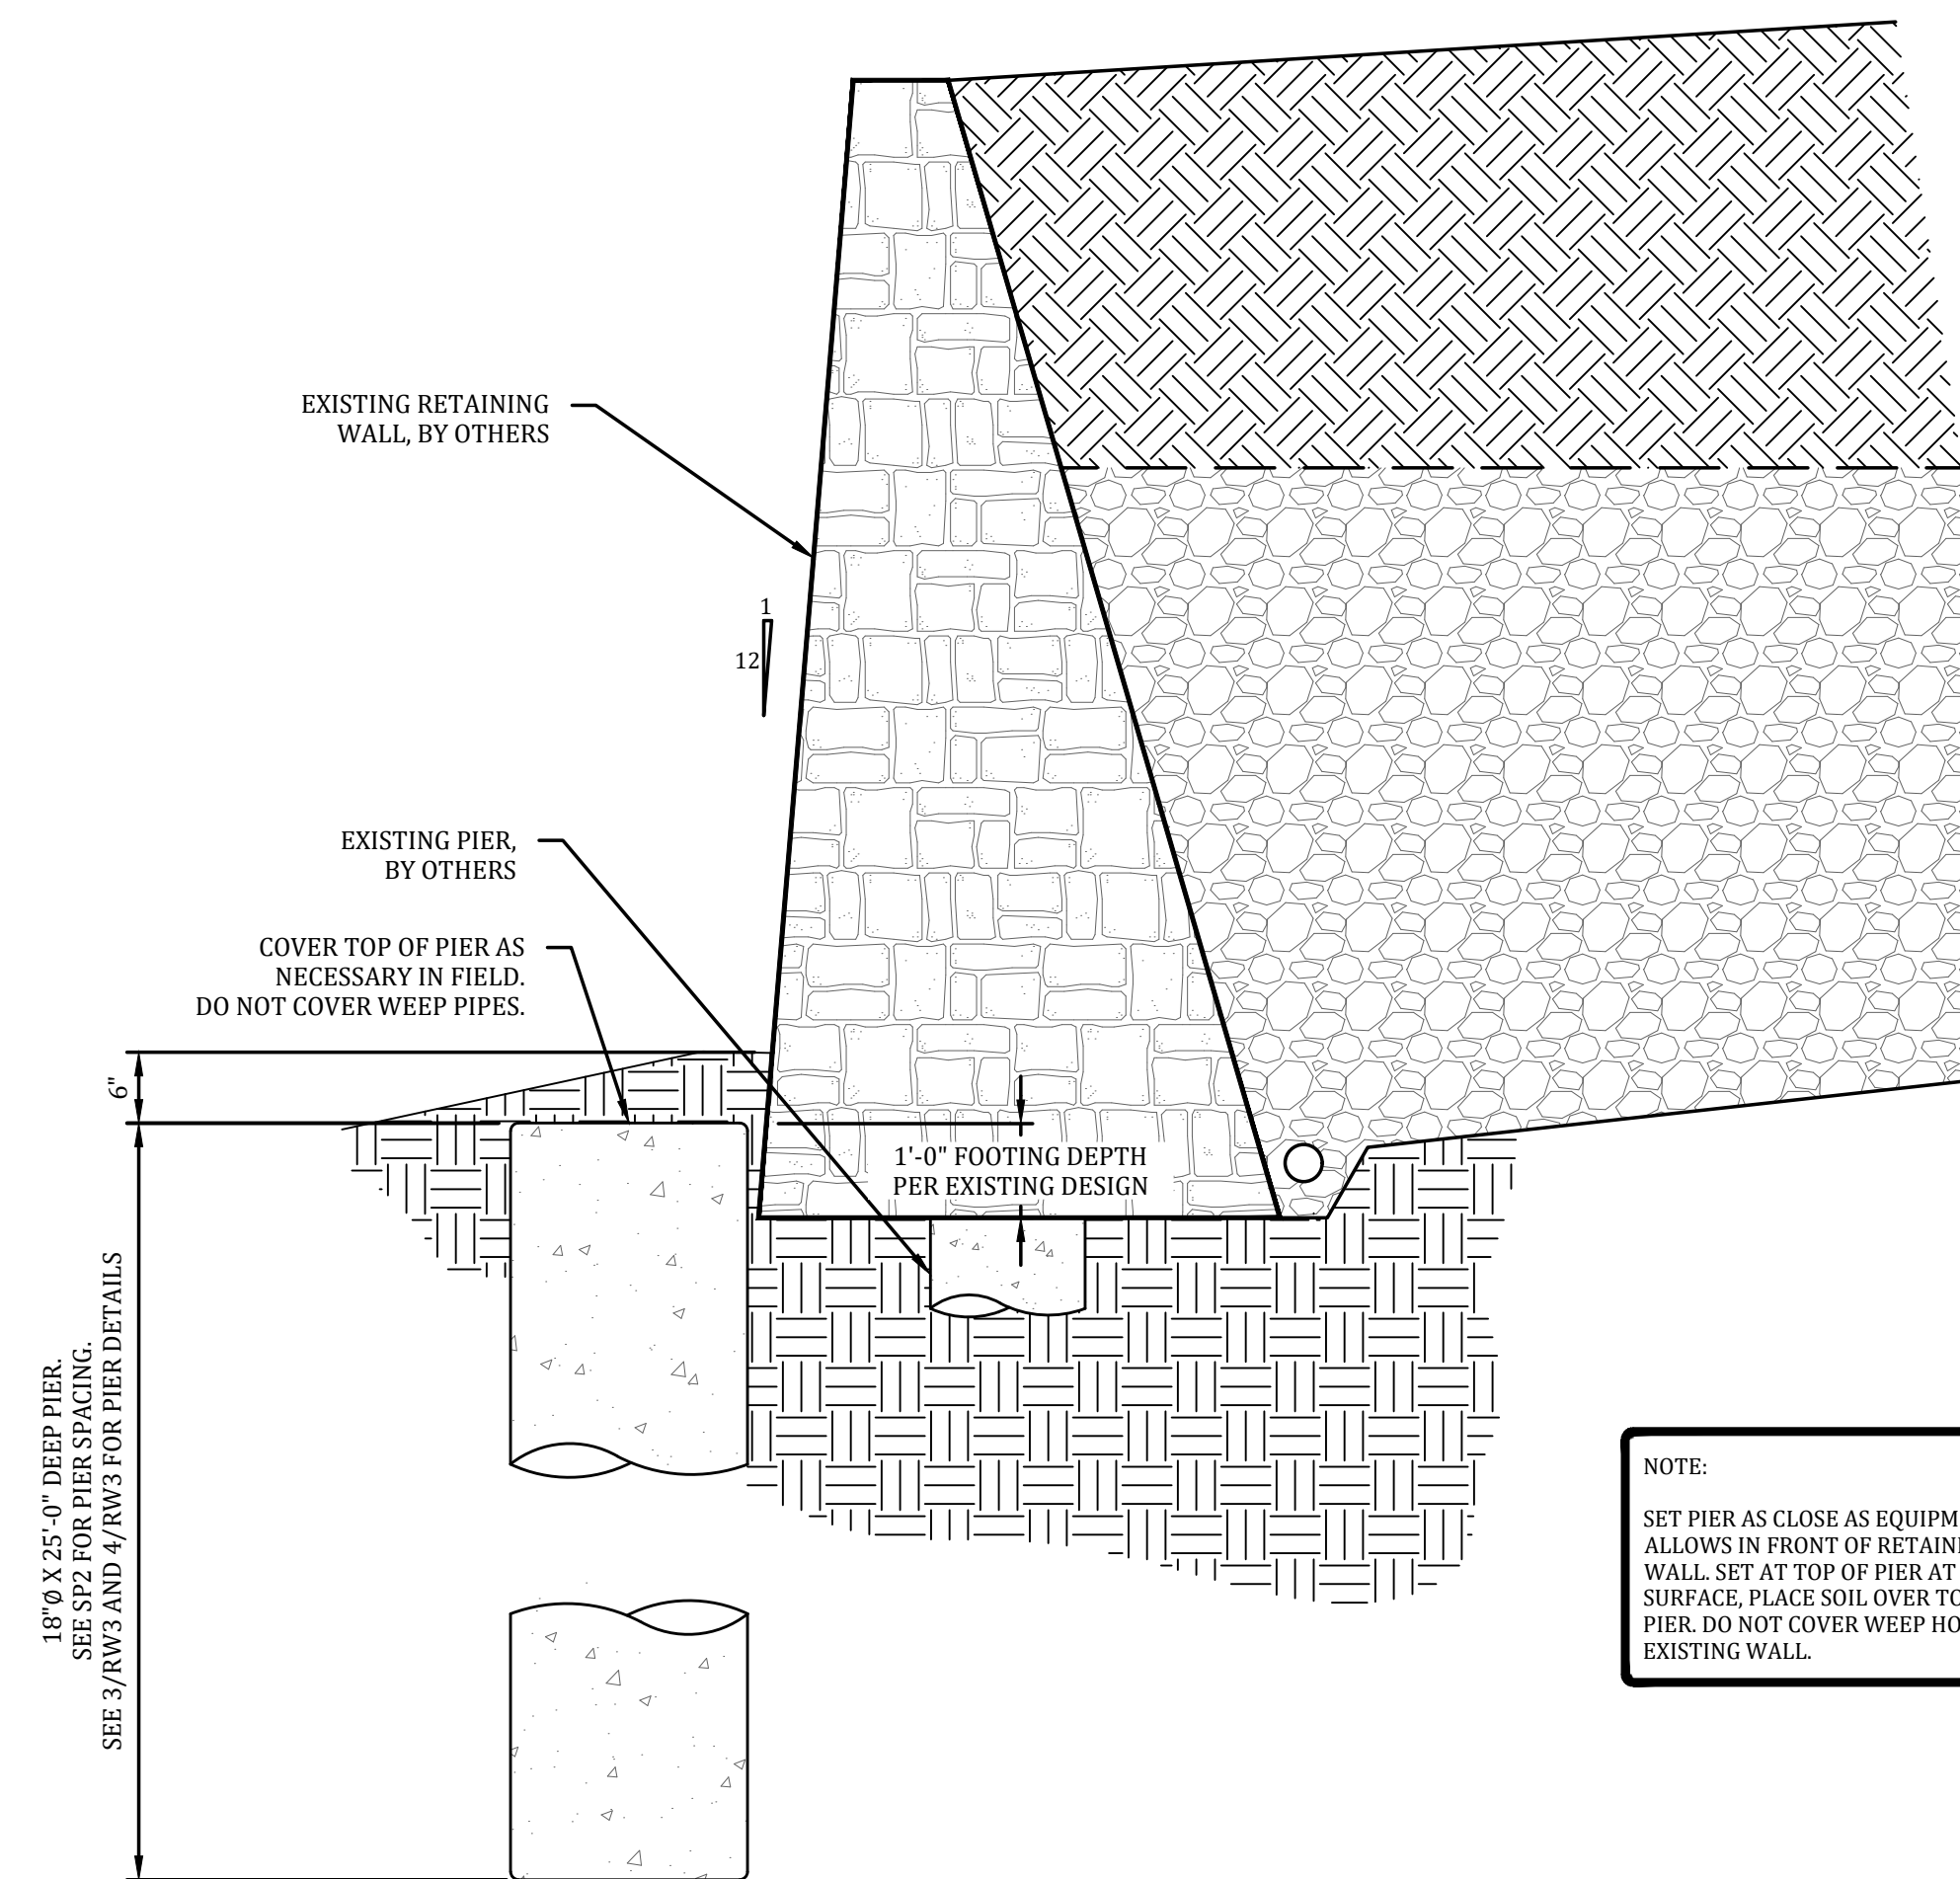 EXISTING RETAINING
WALL, BY OTHERS
1
12
EXISTING PIER,
BY OTHERS
COVER TOP OF PIER AS
NECESSARY IN FIELD.
DO NOT COVER WEEP PIPES.
6"
1'-0" FOOTING DEPTH
PER EXISTING DESIGN
18"Ø X 25'-0" DEEP PIER.
SEE SP2 FOR PIER SPACING.
SEE 3/RW3 AND 4/RW3 FOR PIER DETAILS
NOTE:
SET PIER AS CLOSE AS
ALLOWS IN FRONT OF
WALL. SET AT TOP OF PIER AT
SURFACE, PLACE SOIL OVER
PIER. DO NOT COVER WEEP
EXISTING WALL.